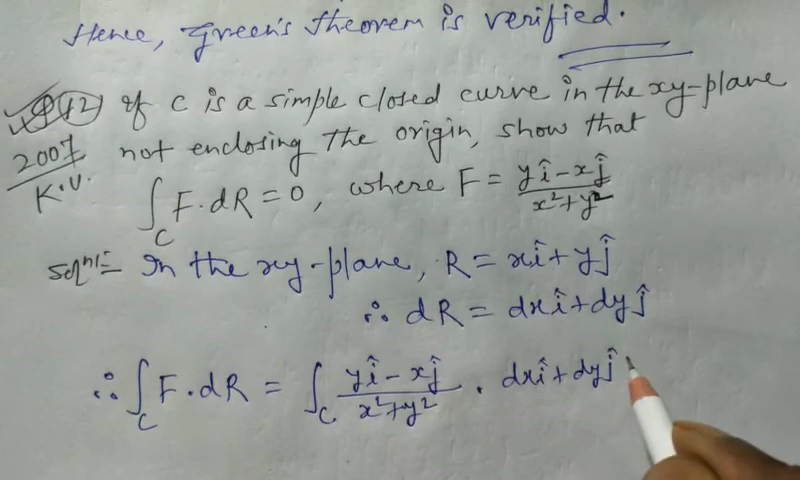 Hence, Green's theorem is verified.
12 If C is a simple closed curve in the xy-plane
2007 not enclosing the origin, show that
K.U. ∫_C F.dR = 0, where F = (yî - xĵ)/(x²+y²)
Solⁿ:- In the xy-plane, R = xî + yĵ
∴ dR = dxî + dyĵ
∴ ∫_C F.dR = ∫_C (yî - xĵ)/(x²+y²) . dxî + dyĵ